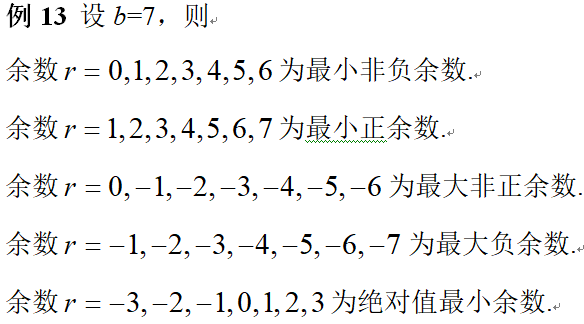 例 13 设 b=7，则
余数 r = 0,1,2,3,4,5,6 为最小非负余数.
余数 r = 1,2,3,4,5,6,7 为最小正余数.
余数 r = 0,−1,−2,−3,−4,−5,−6 为最大非正余数.
余数 r = −1,−2,−3,−4,−5,−6,−7 为最大负余数.
余数 r = −3,−2,−1,0,1,2,3 为绝对值最小余数.